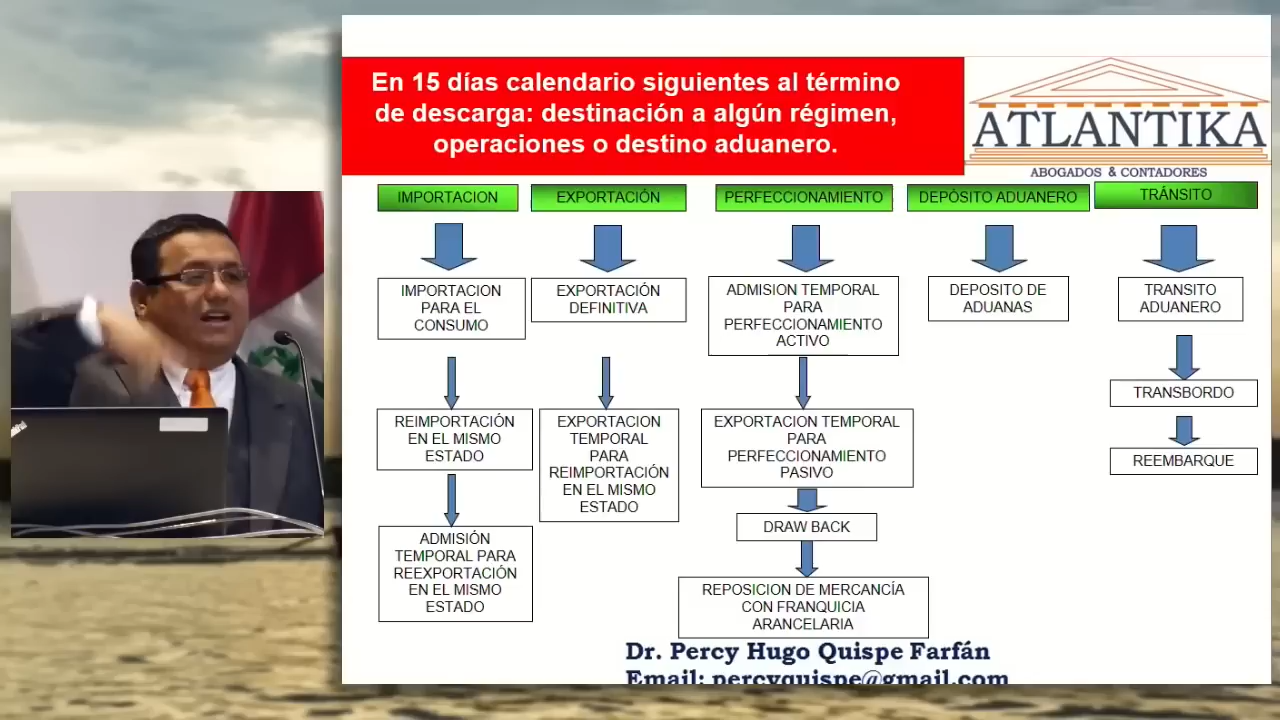 En 15 días calendario siguientes al término
de descarga: destinación a algún régimen,
operaciones o destino aduanero.
ATLANTIKA
ABOGADOS & CONTADORES
IMPORTACION
EXPORTACIÓN
PERFECCIONAMIENTO
DEPÓSITO ADUANERO
TRÁNSITO
IMPORTACION
PARA EL
CONSUMO
EXPORTACIÓN
DEFINITIVA
ADMISION TEMPORAL
PARA
PERFECCIONAMIENTO
ACTIVO
DEPOSITO DE
ADUANAS
TRANSITO
ADUANERO
TRANSBORDO
REEMBARQUE
REIMPORTACIÓN
EN EL MISMO
ESTADO
EXPORTACION
TEMPORAL
PARA
REIMPORTACIÓN
EN EL MISMO
ESTADO
EXPORTACION TEMPORAL
PARA
PERFECCIONAMIENTO
PASIVO
DRAW BACK
ADMISIÓN
TEMPORAL PARA
REEXPORTACIÓN
EN EL MISMO
ESTADO
REPOSICION DE MERCANCÍA
CON FRANQUICIA
ARANCELARIA
Dr. Percy Hugo Quispe Farfán
Email: percyquispe@gmail.com